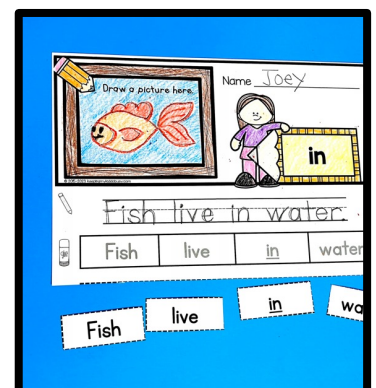 Draw a picture here.
Name Joey
in
Fish live in water.
Fish live in water
Fish live in wa